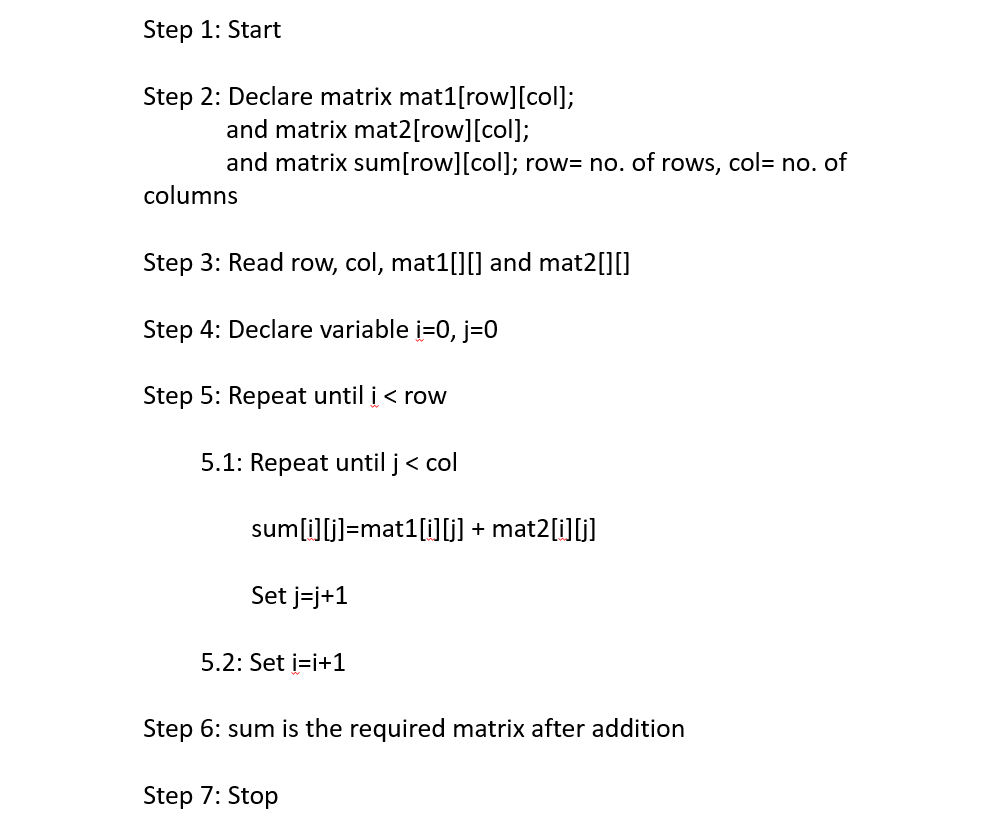 Step 1: Start
Step 2: Declare matrix mat1[row][col];
and matrix mat2[row][col];
and matrix sum[row][col]; row= no. of rows, col= no. of
columns
Step 3: Read row, col, mat1[][] and mat2[][]
Step 4: Declare variable i=0, j=0
Step 5: Repeat until i < row
5.1: Repeat until j < col
sum[i][j]=mat1[i][j] + mat2[i][j]
Set j=j+1
5.2: Set i=i+1
Step 6: sum is the required matrix after addition
Step 7: Stop